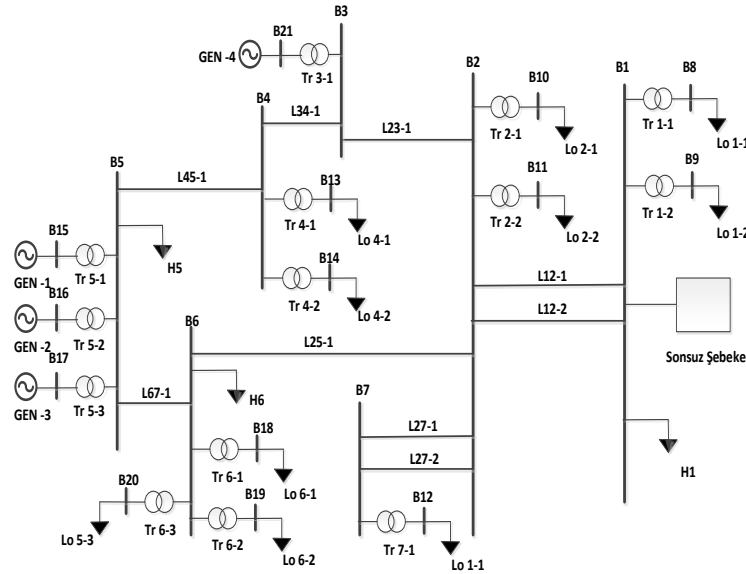 B3
B21
GEN -4
Tr 3-1
B2
B1
B8
B10
Tr 1-1
Lo 1-1
B4
L34-1
L23-1
Tr 2-1
Lo 2-1
B5
L45-1
B13
B11
B9
Tr 4-1
Lo 4-1
Tr 2-2
Lo 2-2
Tr 1-2
Lo 1-2
B15
H5
B14
GEN -1
Tr 5-1
Tr 4-2
Lo 4-2
L12-1
B16
L12-2
GEN -2
Tr 5-2
B6
L25-1
Sonsuz Şebeke
B17
GEN -3
Tr 5-3
L67-1
H6
B7
L27-1
B18
L27-2
H1
Tr 6-1
Lo 6-1
B20
B19
B12
Lo 5-3
Tr 6-3
Tr 6-2
Lo 6-2
Tr 7-1
Lo 1-1